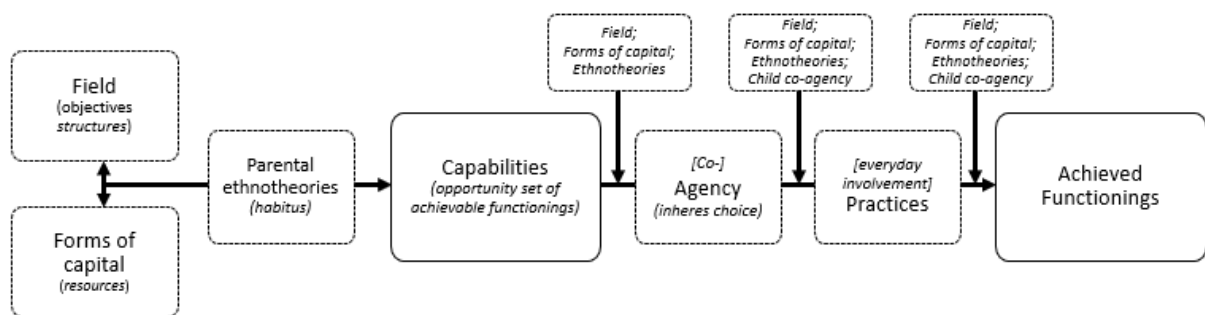 Field
(objectives
structures)
Forms of
capital
(resources)
Parental
ethnotheories
(habitus)
Capabilities
(opportunity set of
achievable functionings)
Field;
Forms of capital;
Ethnotheories
[Co-]
Agency
(inheres choice)
Field;
Forms of capital;
Ethnotheories;
Child co-agency
[everyday
involvement]
Practices
Field;
Forms of capital;
Ethnotheories;
Child co-agency
Achieved
Functionings